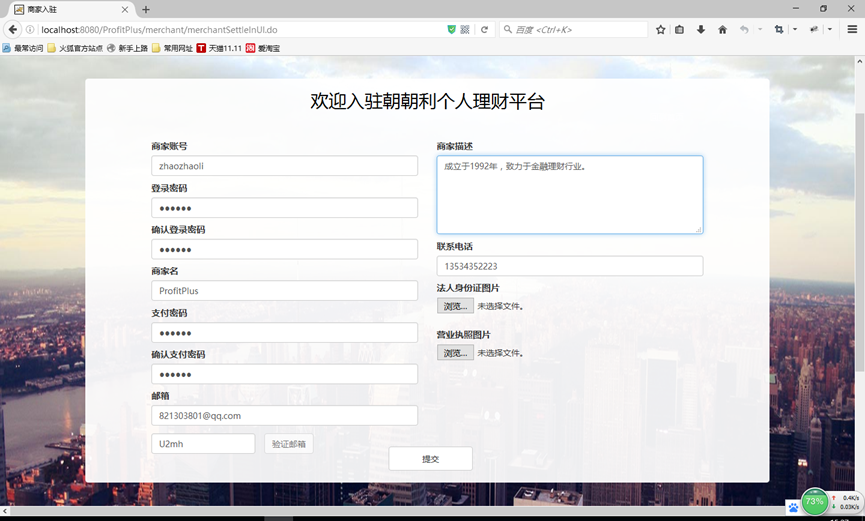 商家入驻
localhost:8080/ProfitPlus/merchant/merchantSettleInUI.do
百度 <Ctrl+K>
最常访问 火狐官方站点 新手上路 常用网址 天猫11.11 爱淘宝
欢迎入驻朝朝利个人理财平台
商家账号
zhaozhaoli
登录密码
●●●●●●
确认登录密码
●●●●●●
商家名
ProfitPlus
支付密码
●●●●●●
确认支付密码
●●●●●●
邮箱
821303801@qq.com
U2mh 验证邮箱
商家描述
成立于1992年，致力于金融理财行业。
联系电话
13534352223
法人身份证图片
浏览... 未选择文件。
营业执照图片
浏览... 未选择文件。
提交
73%
0.4K/s
0.03K/s